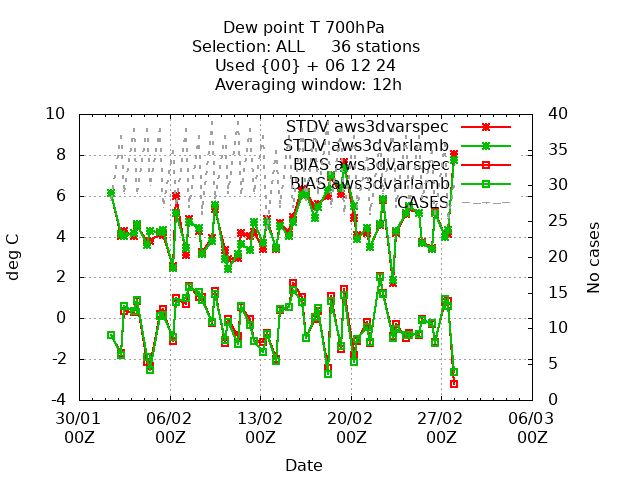 Dew point T 700hPa
Selection: ALL     36 stations
Used {00} + 06 12 24
Averaging window: 12h
STDV aws3dvarspec
STDV aws3dvarlamb
BIAS aws3dvarspec
BIAS aws3dvarlamb
CASES
deg C
10
8
6
4
2
0
-2
-4
40
35
30
25
20
15
10
5
0
No cases
30/01 06/02 13/02 20/02 27/02 06/03
00Z 00Z 00Z 00Z 00Z 00Z
Date